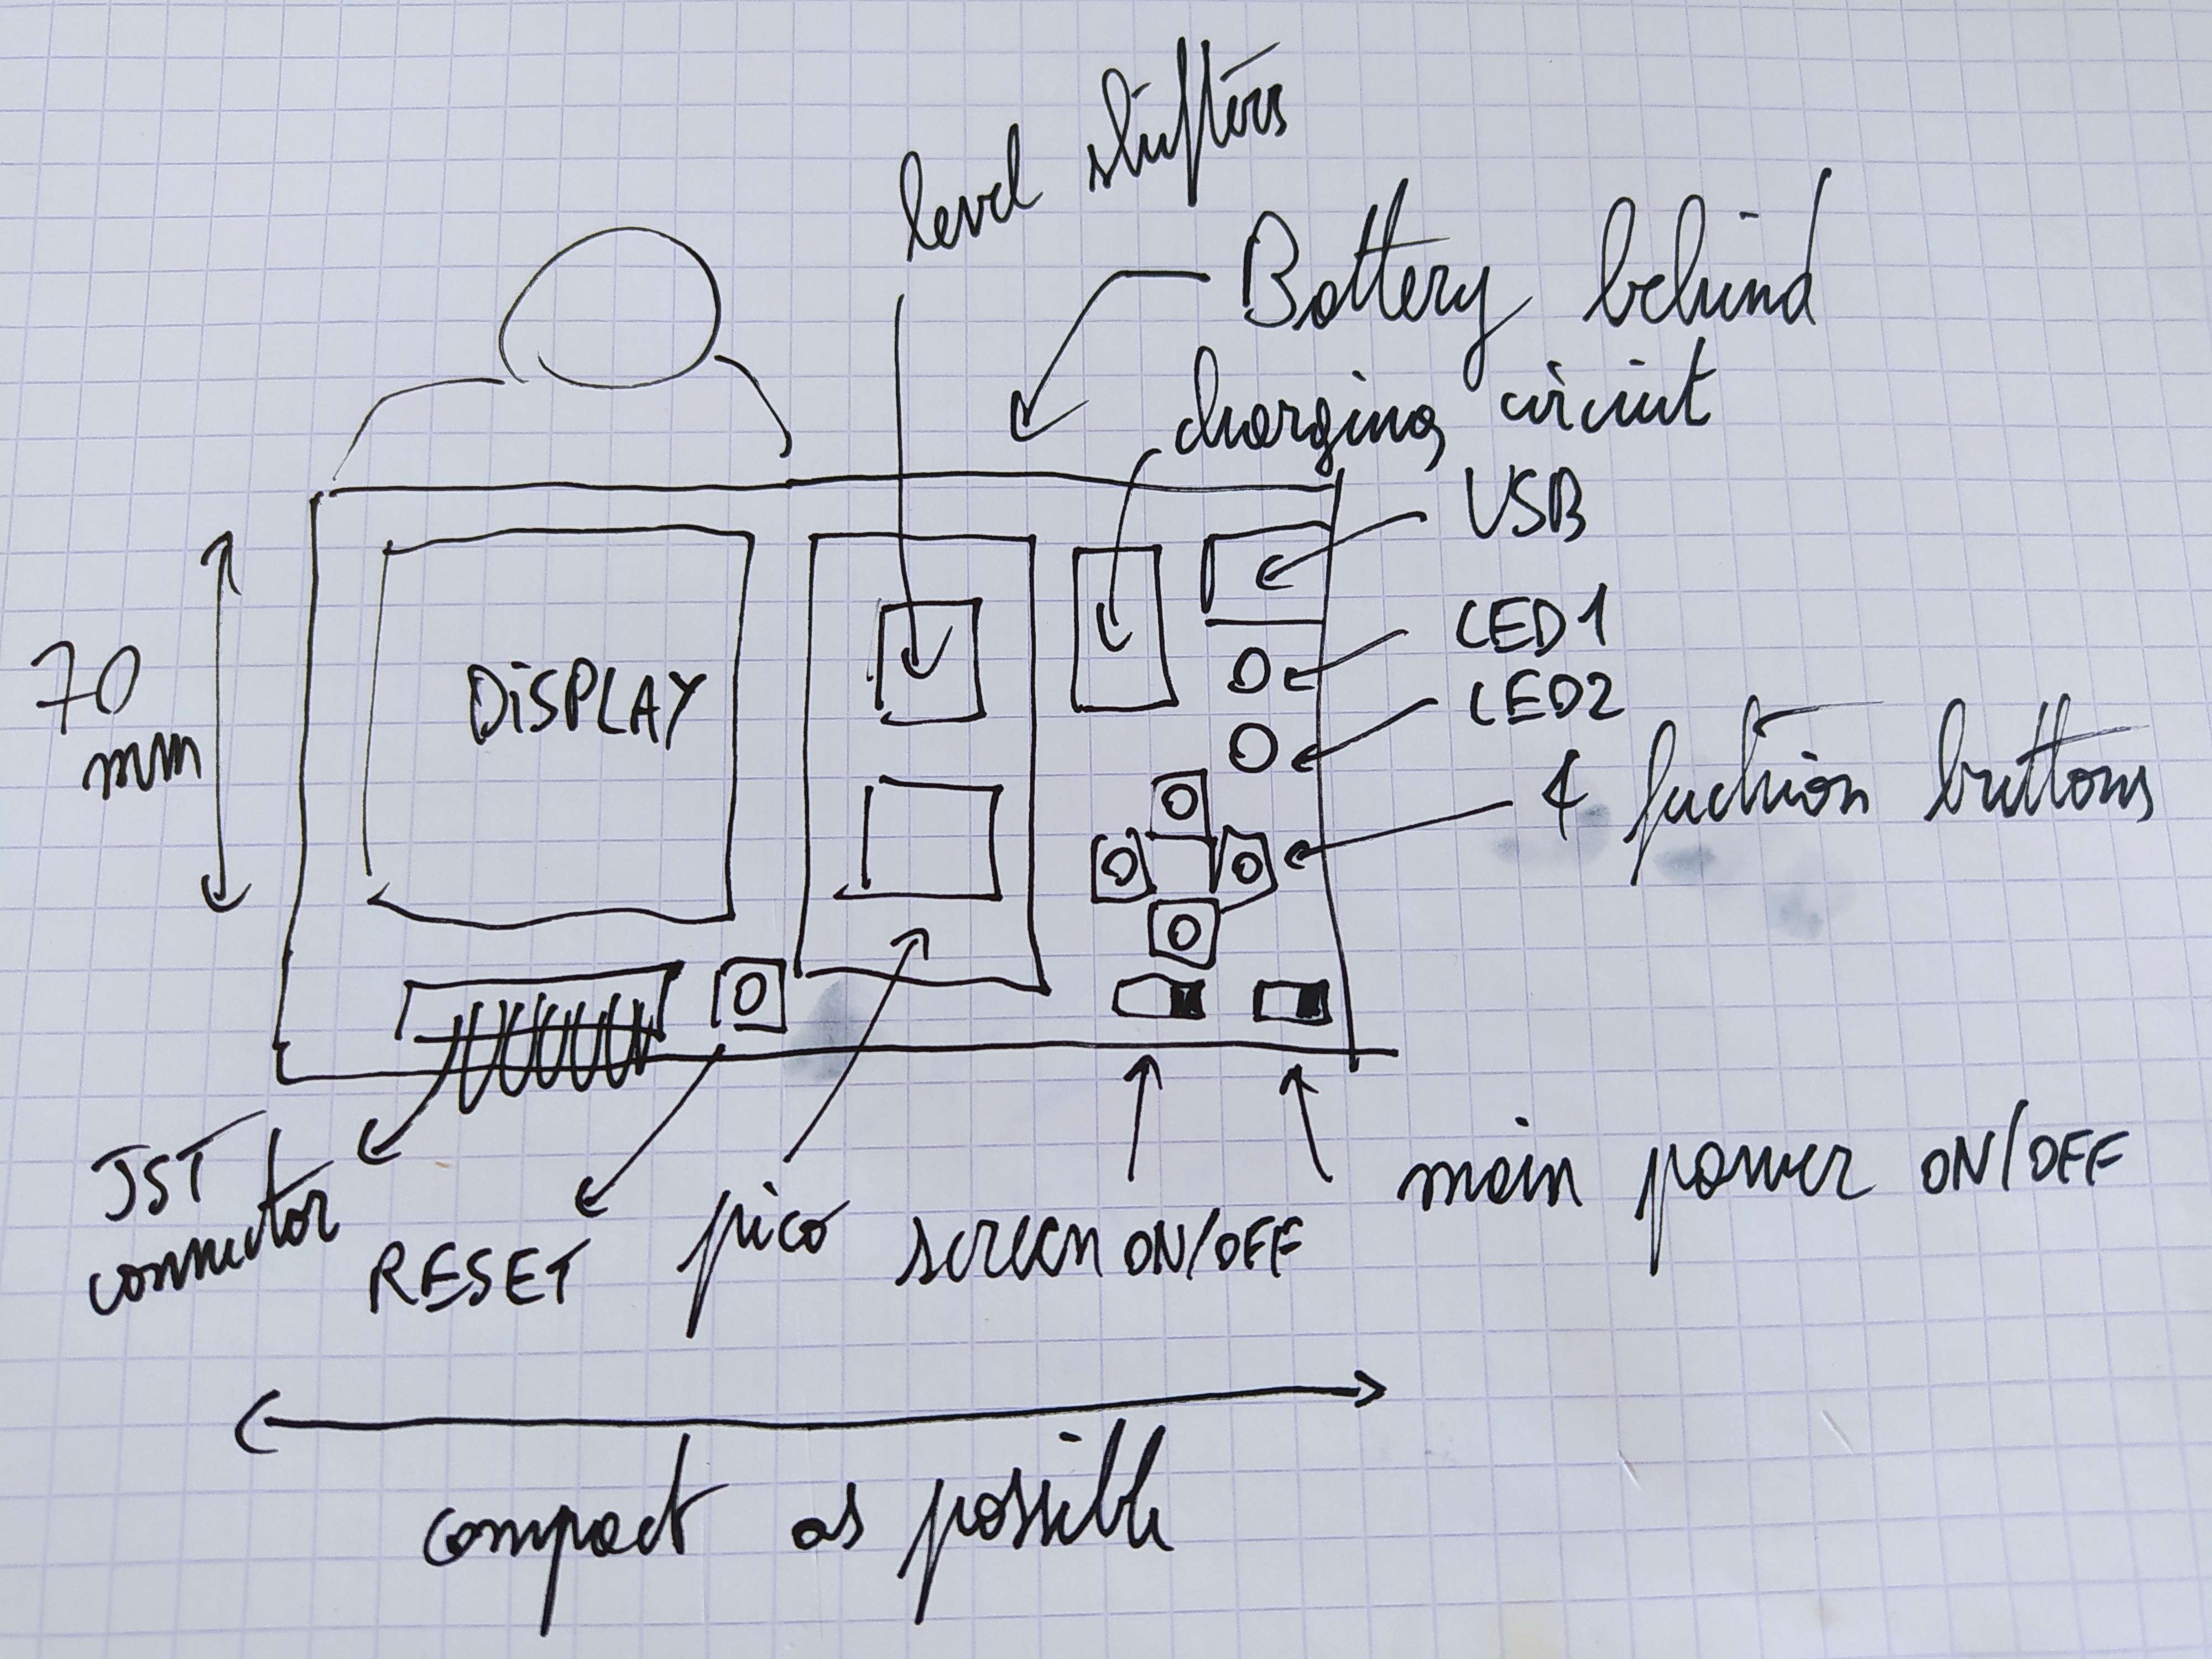 level shifters
Battery behind
charging circuit
USB
LED1
LED2
4 fuction buttons
70
mm
DiSPLAY
JST
connector
RESET
pico
screen ON/OFF
main power ON/OFF
compact as possible